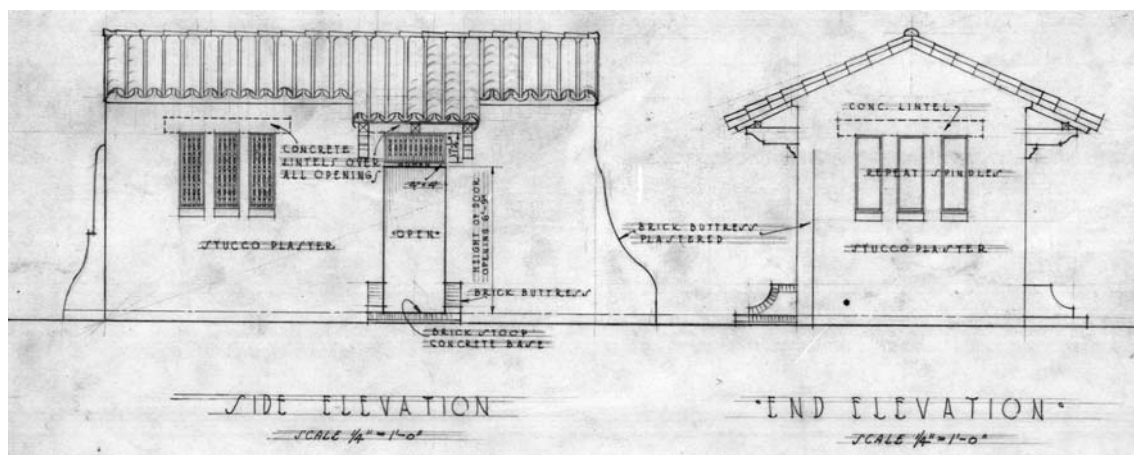 CONCRETE
LINTELS OVER
ALL OPENINGS
STUCCO PLASTER
"OPEN"
HEIGHT OF DOOR
OPENING 6'-9"
BRICK BUTTRESS
BRICK STOOP
CONCRETE BASE
BRICK BUTTRESS
PLASTERED
SIDE ELEVATION
SCALE 1/4" = 1'-0"
CONC. LINTELS
REPEAT SPINDLES
STUCCO PLASTER
"END ELEVATION"
SCALE 1/4" = 1'-0"